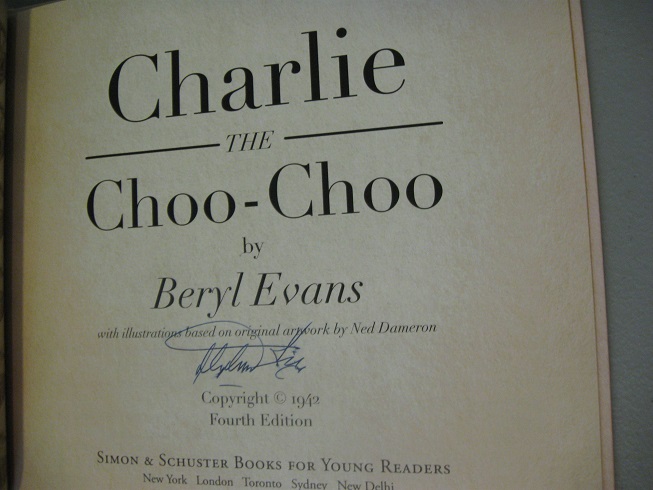 Charlie
THE
Choo-Choo
by
Beryl Evans
with illustrations based on original artwork by Ned Dameron
Copyright © 1942
Fourth Edition
SIMON & SCHUSTER BOOKS FOR YOUNG READERS
New York London Toronto Sydney New Delhi